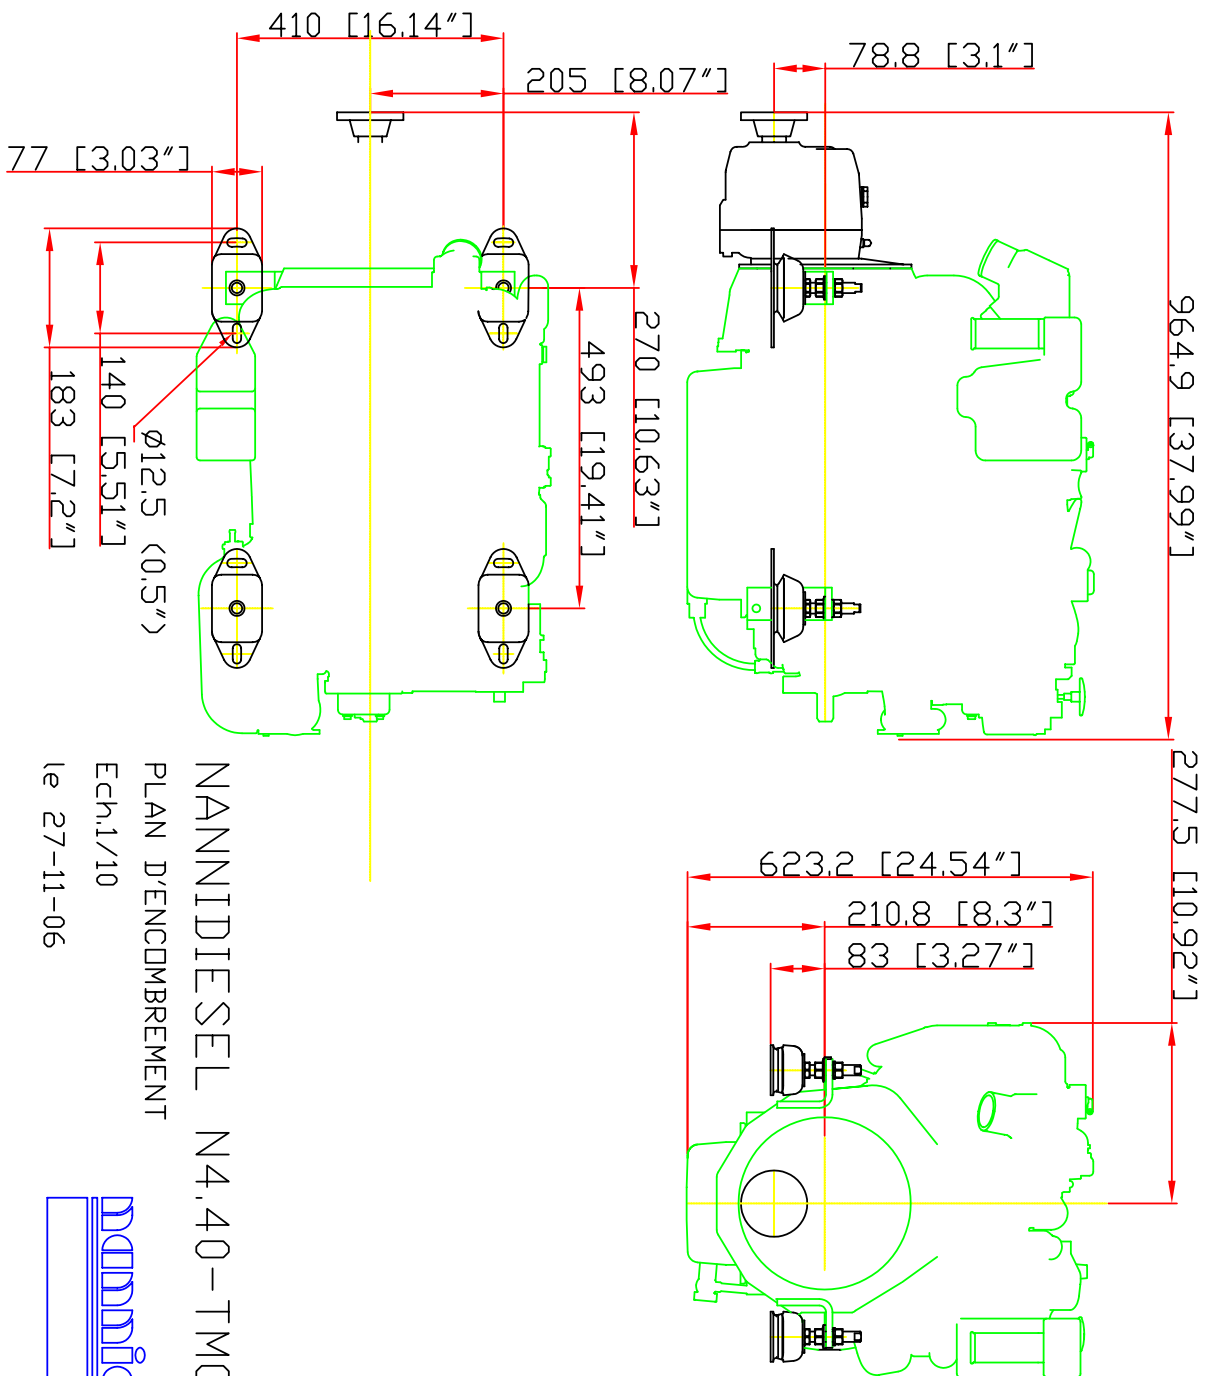 410 [16.14"]
205 [8.07"]
78.8 [3.1"]
77 [3.03"]
270 [10.63"]
493 [19.41"]
964.9 [37.99"]
140 [5.51"]
183 [7.2"]
Ø12.5 (0.5")
277.5 [10.92"]
623.2 [24.54"]
210.8 [8.3"]
83 [3.27"]
NANNIDIESEL N4.40-TMC
PLAN D'ENCOMBREMENT
Ech.1/10
le 27-11-06